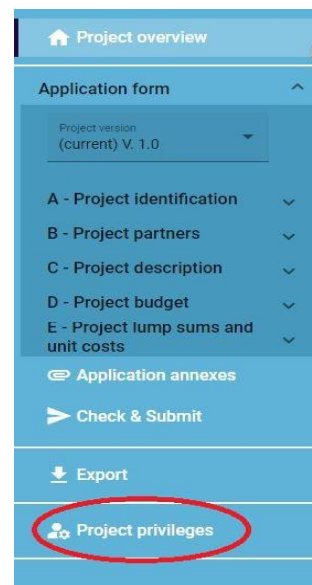 Project overview
Application form
Project version
(current) V. 1.0
A - Project identification
B - Project partners
C - Project description
D - Project budget
E - Project lump sums and
unit costs
Application annexes
Check & Submit
Export
Project privileges